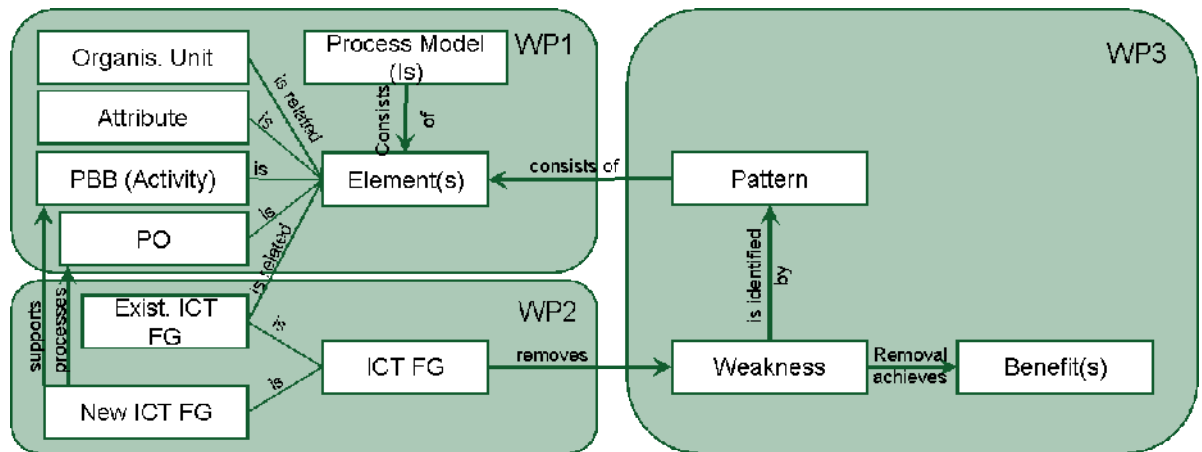 WP1
Organis. Unit
Process Model
(Is)
is related
Attribute
is
Consists
of
PBB (Activity)
is
Element(s)
consists of
Pattern
WP3
is
PO
is related
supports
processes
Exist. ICT
FG
is
WP2
is identified
by
ICT FG
removes
Weakness
Removal
achieves
Benefit(s)
is
New ICT FG